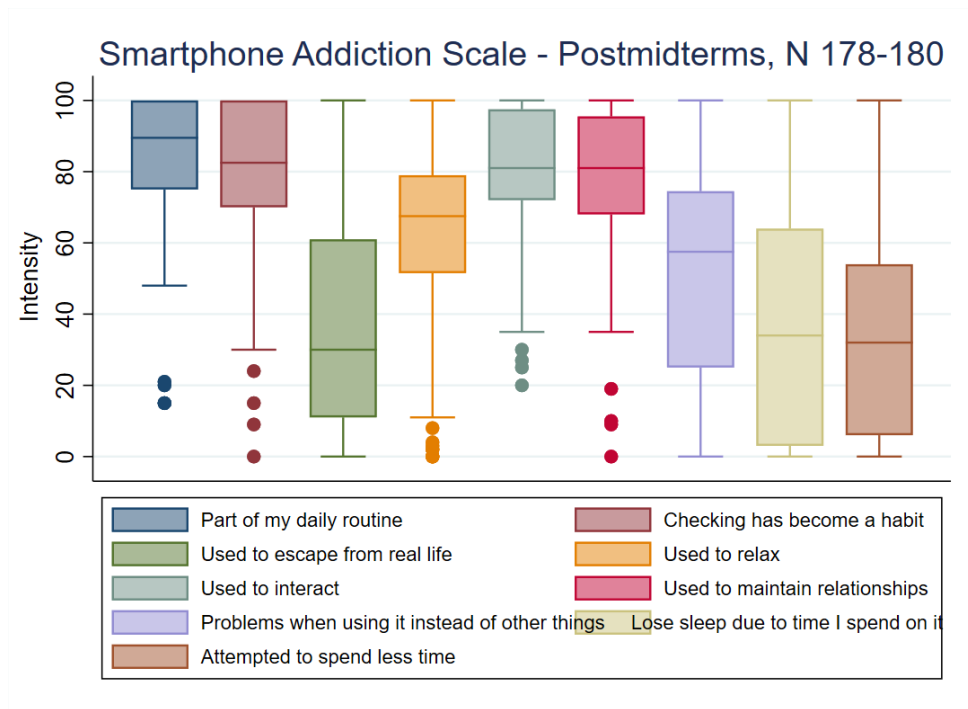 Smartphone Addiction Scale - Postmidterms, N 178-180
Intensity
100
80
60
40
20
0
Part of my daily routine
Checking has become a habit
Used to escape from real life
Used to relax
Used to interact
Used to maintain relationships
Problems when using it instead of other things
Lose sleep due to time I spend on it
Attempted to spend less time